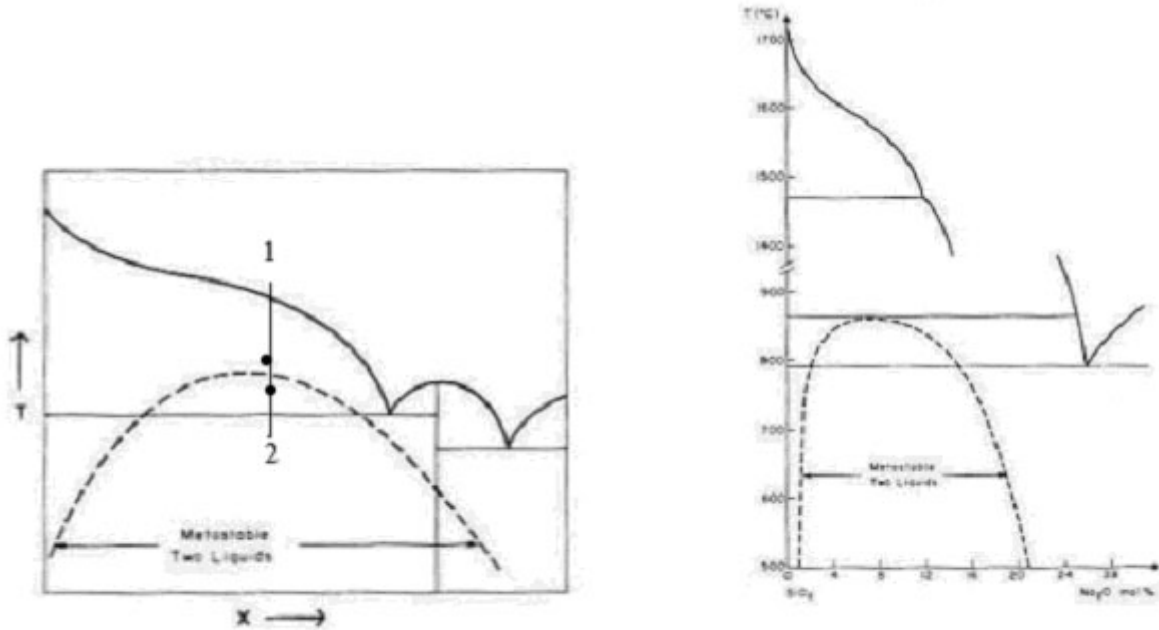 1
2
T
Metastable
Two Liquids
X
T (°C)
1700
1600
1500
1400
900
800
700
600
500
Metastable
Two Liquids
0 4 8 12 16 20 24 28
SiO₂
Na₂O mol %